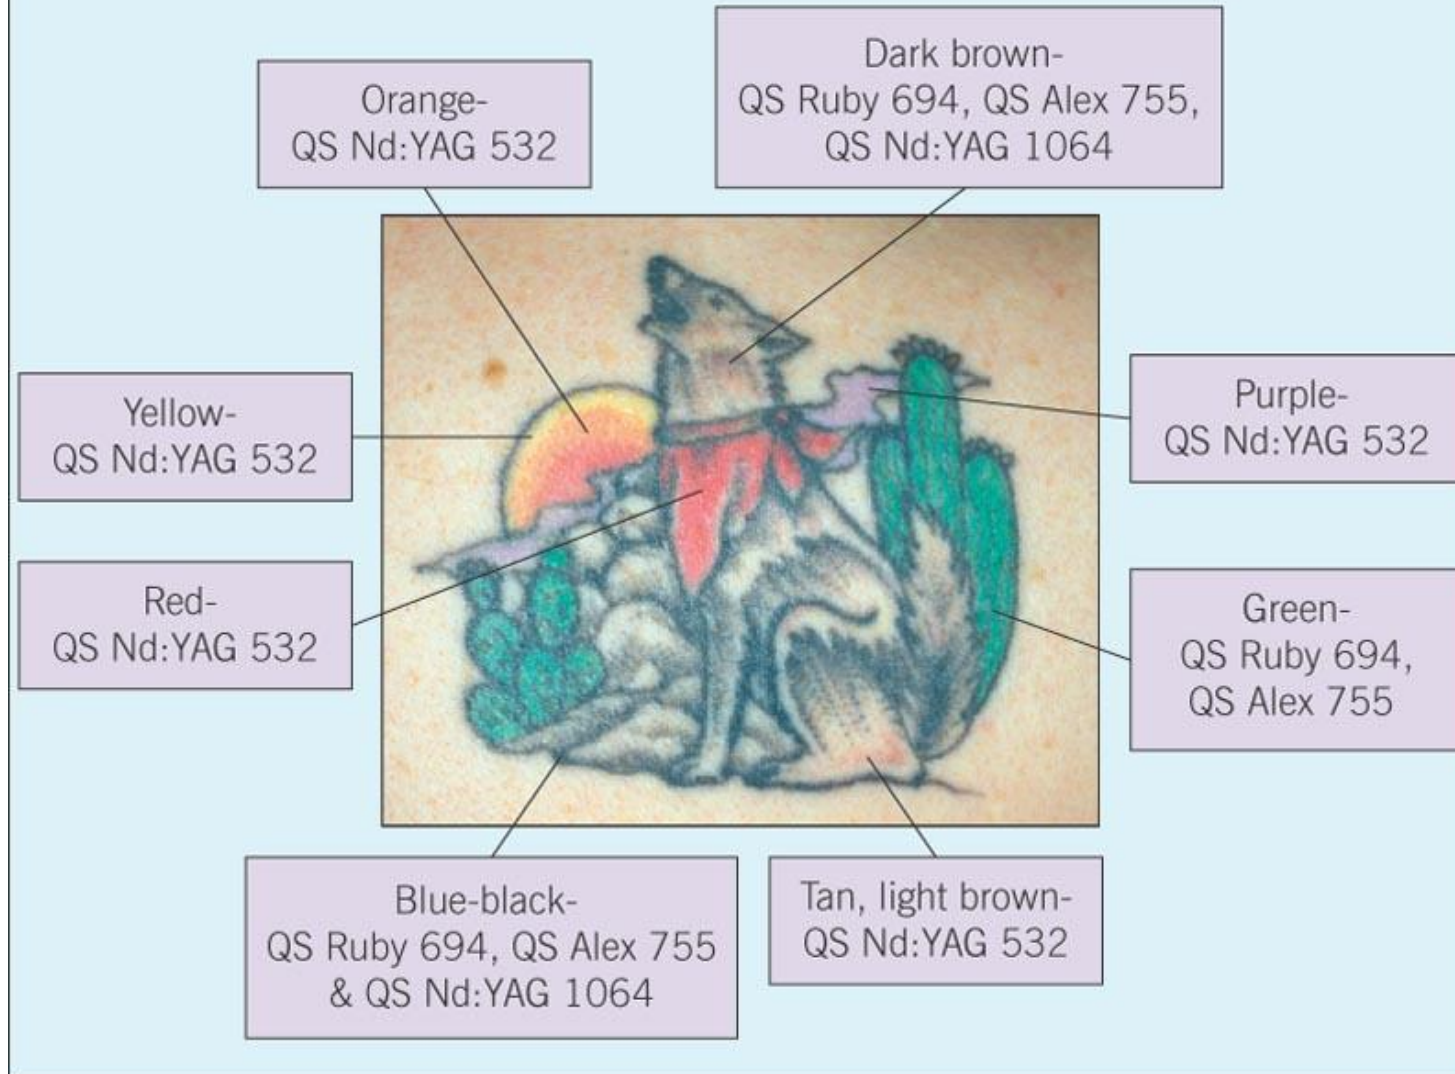 Orange-
QS Nd:YAG 532
Dark brown-
QS Ruby 694, QS Alex 755,
QS Nd:YAG 1064
Yellow-
QS Nd:YAG 532
Purple-
QS Nd:YAG 532
Red-
QS Nd:YAG 532
Green-
QS Ruby 694,
QS Alex 755
Blue-black-
QS Ruby 694, QS Alex 755
& QS Nd:YAG 1064
Tan, light brown-
QS Nd:YAG 532